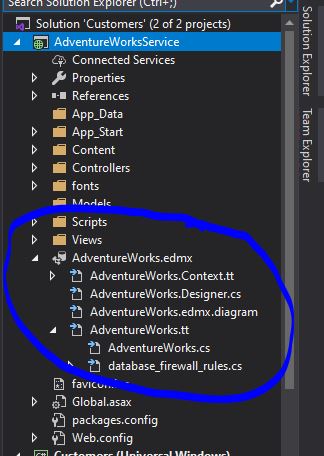 Search Solution Explorer (Ctrl+;)
Solution 'Customers' (2 of 2 projects)
AdventureWorksService
Connected Services
Properties
References
App_Data
App_Start
Content
Controllers
fonts
Models
Scripts
Views
AdventureWorks.edmx
AdventureWorks.Context.tt
AdventureWorks.Designer.cs
AdventureWorks.edmx.diagram
AdventureWorks.tt
AdventureWorks.cs
database_firewall_rules.cs
Global.asax
packages.config
Web.config
Customers (Universal Windows)
Solution Explorer
Team Explorer